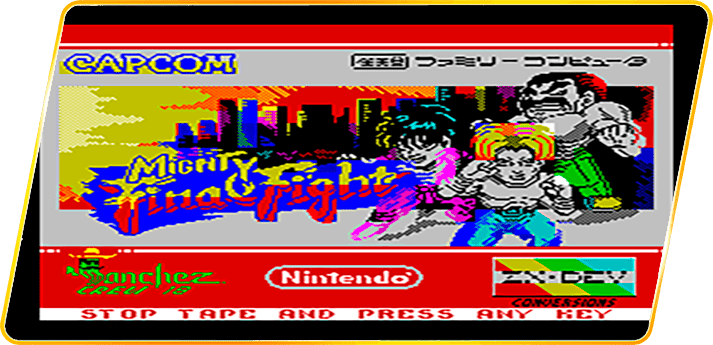 CAPCOM
ファミリーコンピュータ
MIGHTY
Final Fight
Sanchez
CREW '18
Nintendo
ZX-DEV
CONVERSIONS
STOP TAPE AND PRESS ANY KEY